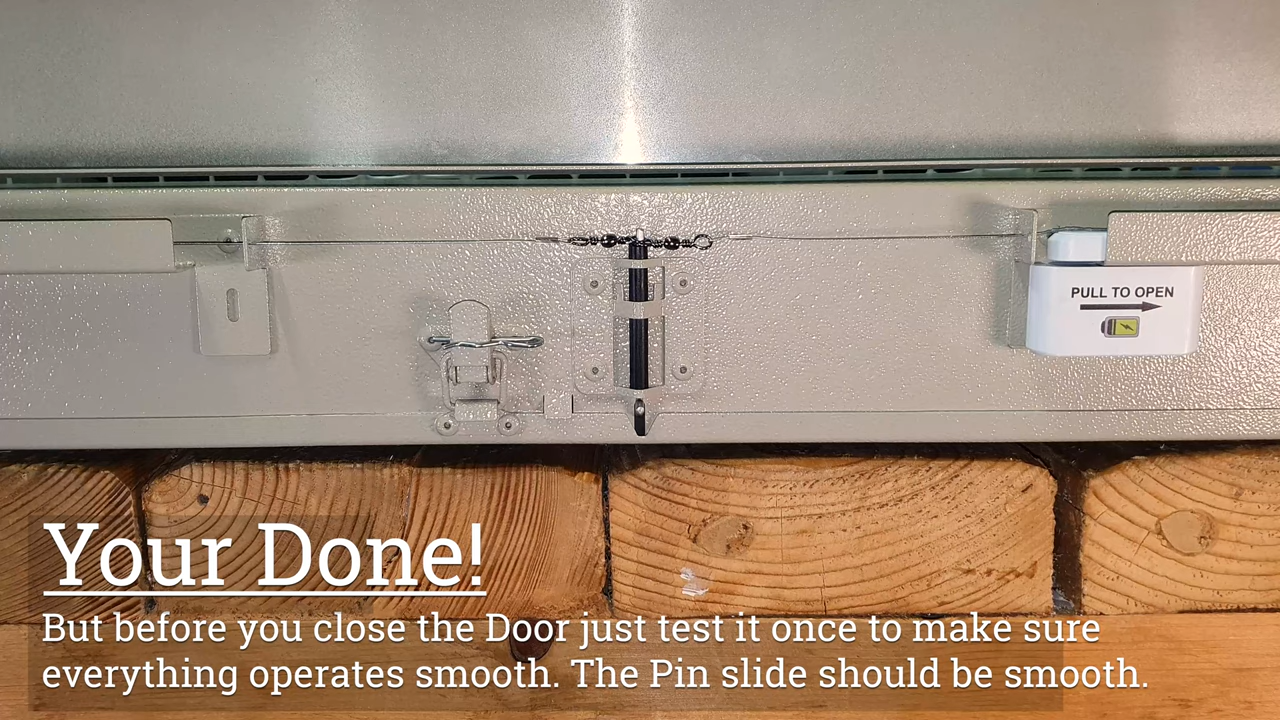 PULL TO OPEN
Your Done!
But before you close the Door just test it once to make sure
everything operates smooth. The Pin slide should be smooth.